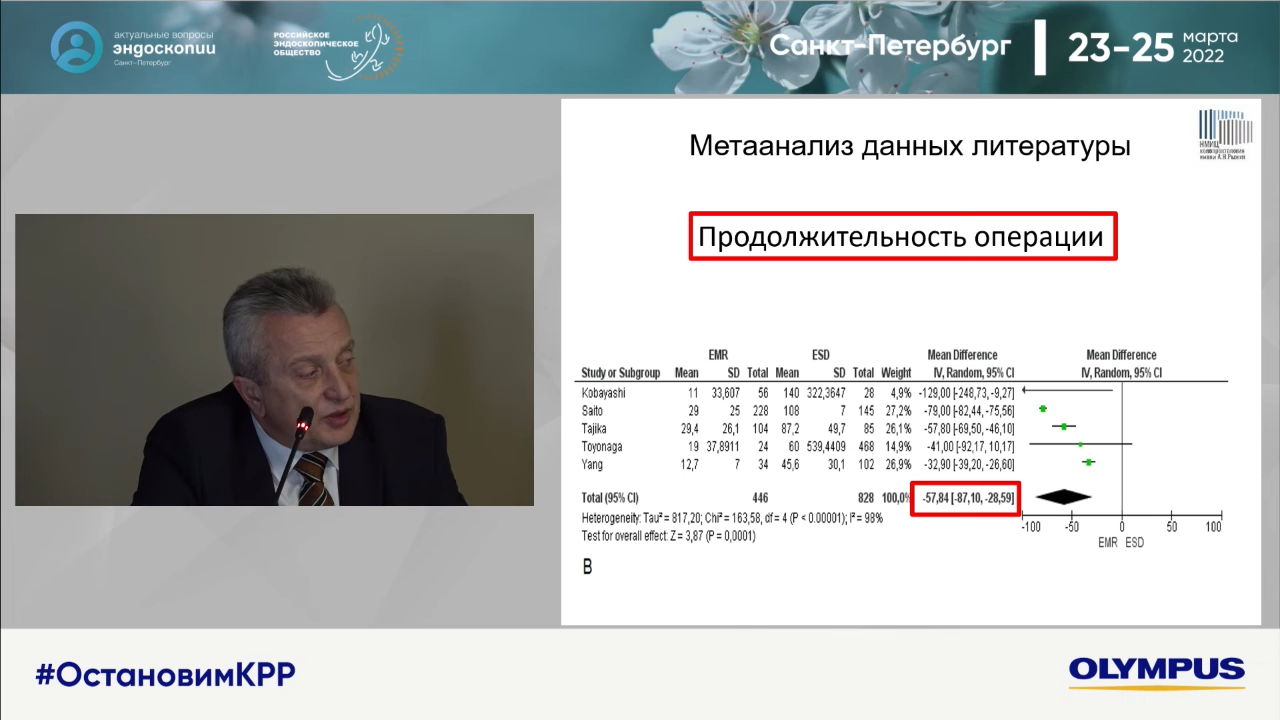 актуальные вопросы
эндоскопии
Санкт-Петербург
РОССИЙСКОЕ
ЭНДОСКОПИЧЕСКОЕ
ОБЩЕСТВО
Санкт-Петербург
23-25 марта
2022
НМИЦ
колопроктологии
имени А.Н.Рыжих
Метаанализ данных литературы
Продолжительность операции
EMR ESD Mean Difference Mean Difference
Study or Subgroup Mean SD Total Mean SD Total Weight IV, Random, 95% CI IV, Random, 95% CI
Kobayashi 11 33,607 56 140 322,3647 28 4,9% -129,00 [-248,73, -9,27]
Saito 29 25 228 108 7 145 27,2% -79,00 [-82,44, -75,56]
Tajika 29,4 26,1 104 87,2 49,7 85 26,1% -57,80 [-69,50, -46,10]
Toyonaga 19 37,8911 24 60 539,4409 468 14,9% -41,00 [-92,17, 10,17]
Yang 12,7 7 34 45,6 30,1 102 26,9% -32,90 [-39,20, -26,60]
Total (95% CI) 446 828 100,0% -57,84 [-87,10, -28,59]
Heterogeneity: Tau² = 817,20; Chi² = 163,58, df = 4 (P < 0.00001); I² = 98%
Test for overall effect: Z = 3,87 (P = 0,0001)
-100 -50 0 50 100
EMR ESD
B
#ОстановимКРР
OLYMPUS